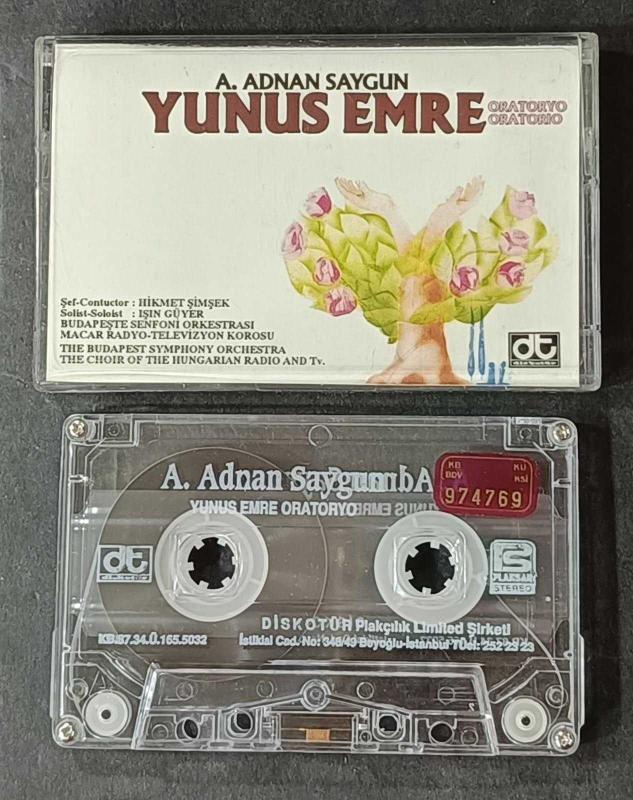 A. ADNAN SAYGUN
YUNUS EMRE ORATORYO
ORATORIO
Şef-Contuctor : HİKMET ŞİMŞEK
Solist-Soloist : IŞIN GÜYER
BUDAPEŞTE SENFONİ ORKESTRASI
MACAR RADYO-TELEVİZYON KOROSU
THE BUDAPEST SYMPHONY ORCHESTRA
THE CHOIR OF THE HUNGARIAN RADIO AND Tv.
dt
A. Adnan Saygun
YUNUS EMRE ORATORYO
KB KÜ
BDV KSİ
974769
dt
PLAKSAN
STEREO
DİSKOTÜR Plakçılık Limited Şirketi
KB.87.34.Ü.165.5032
İstiklal Cad. No: 348/49 Beyoğlu-İstanbul Tel: 252 23 23